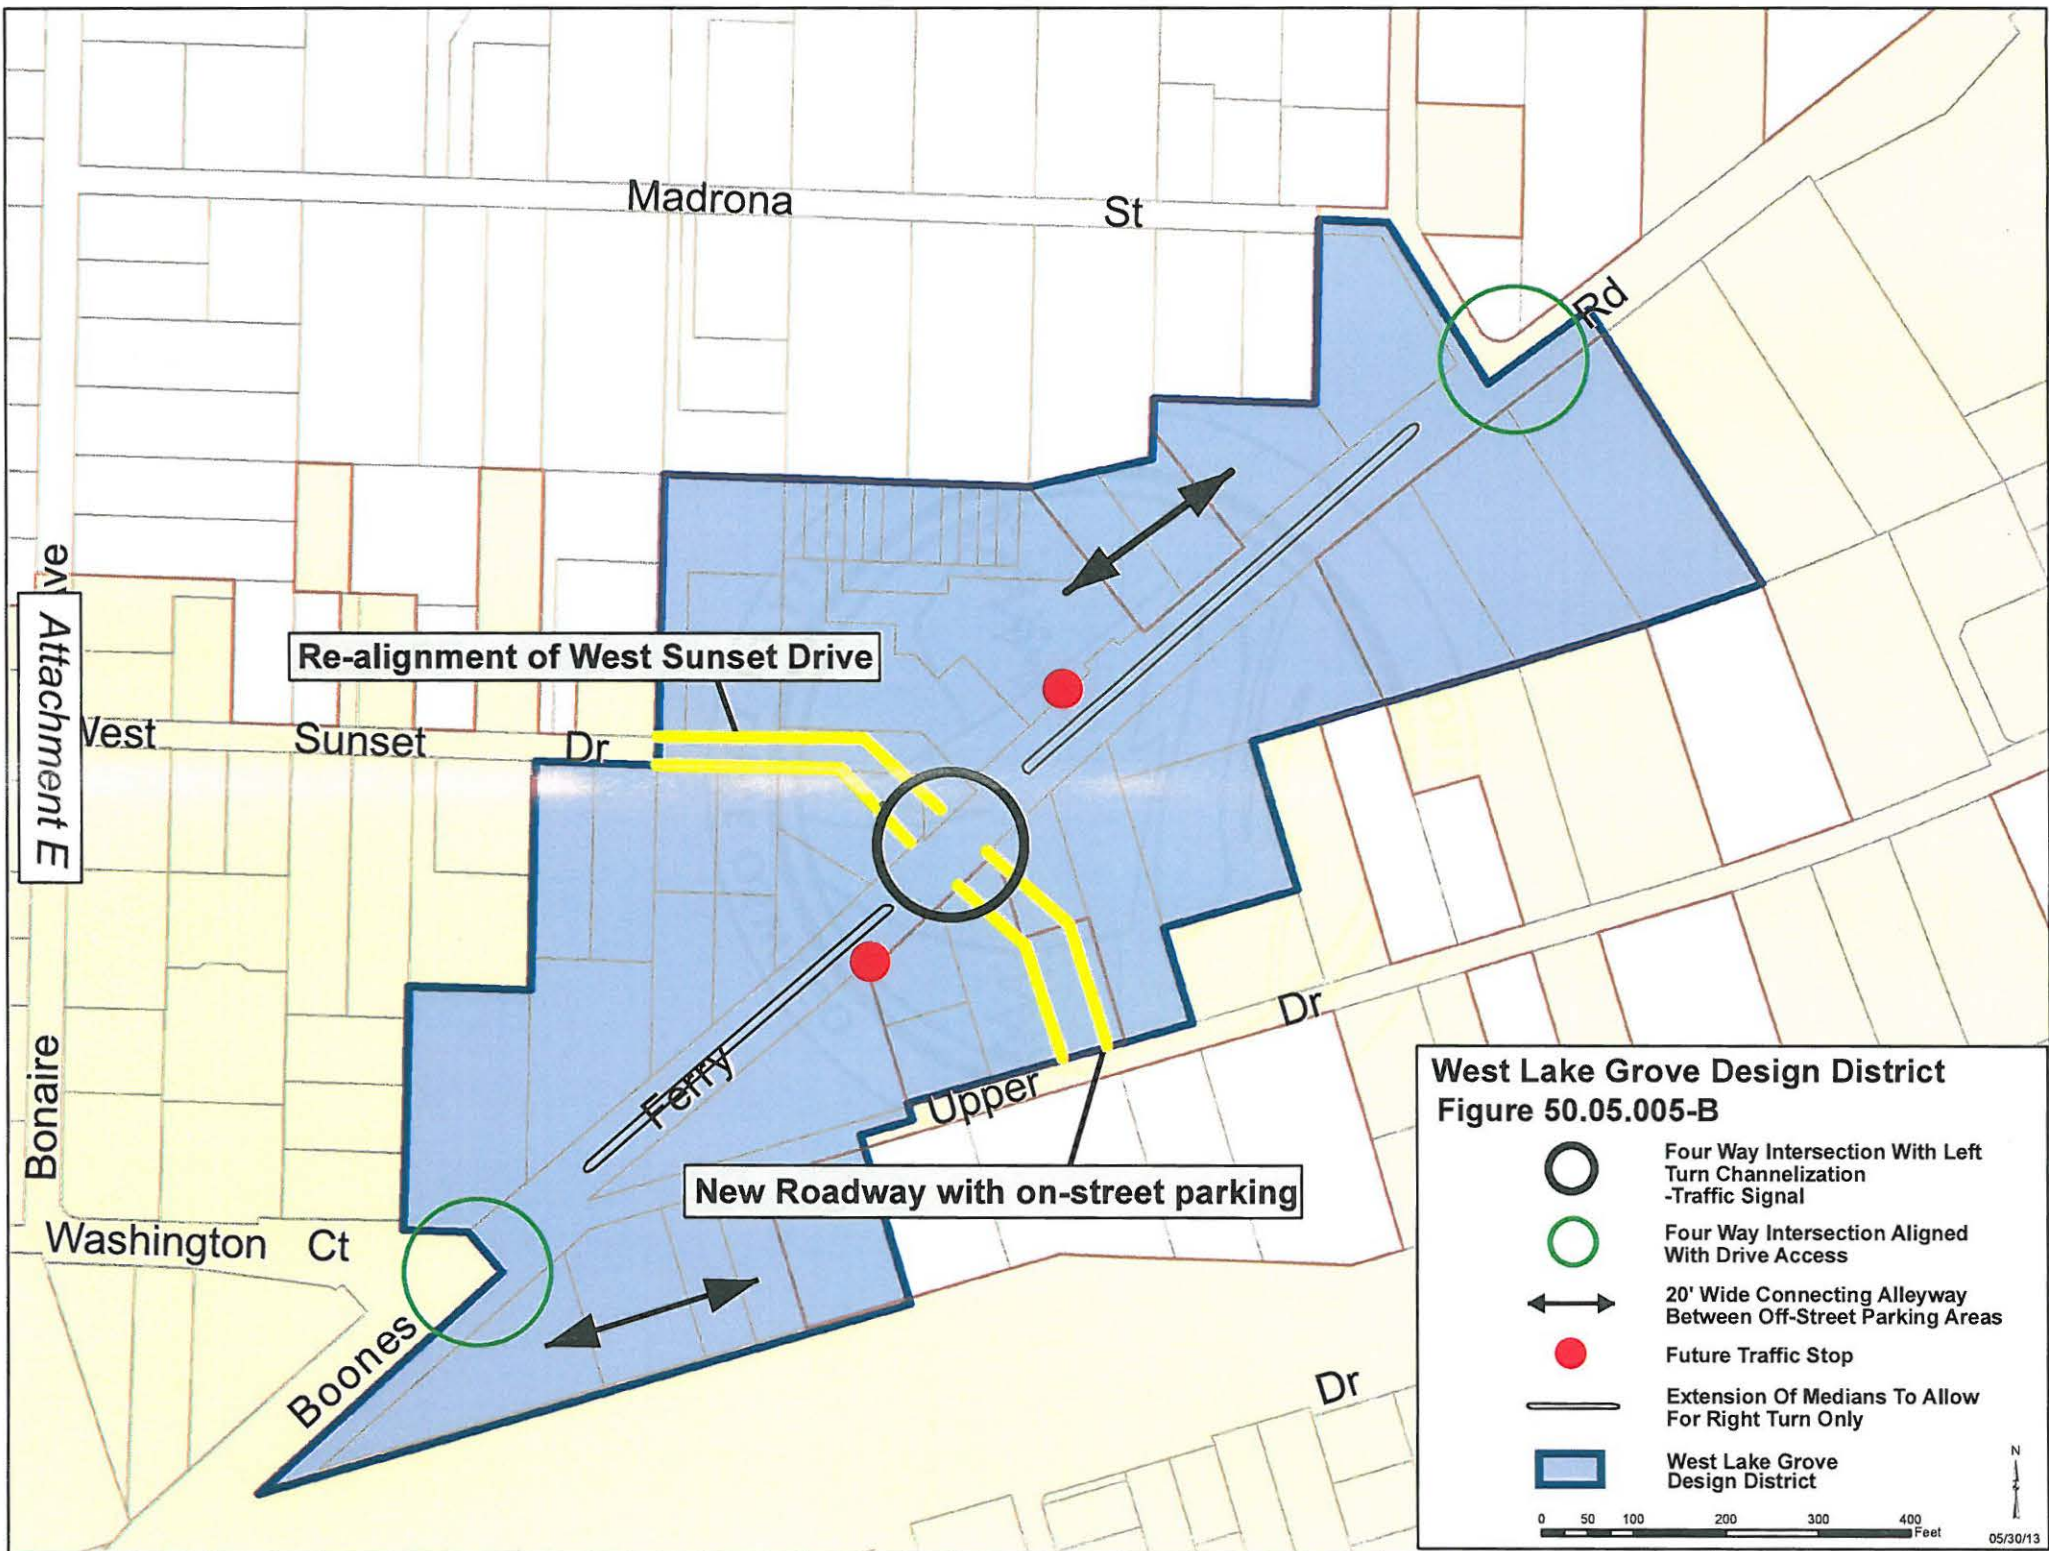 Madrona St
Rd
Ave
Attachment E
Re-alignment of West Sunset Drive
West Sunset Dr
Bonaire
Ferry
Upper Dr
New Roadway with on-street parking
Washington Ct
Boones
Dr
West Lake Grove Design District
Figure 50.05.005-B
Four Way Intersection With Left
Turn Channelization
-Traffic Signal
Four Way Intersection Aligned
With Drive Access
20' Wide Connecting Alleyway
Between Off-Street Parking Areas
Future Traffic Stop
Extension Of Medians To Allow
For Right Turn Only
West Lake Grove
Design District
N
0 50 100 200 300 400
Feet
05/30/13